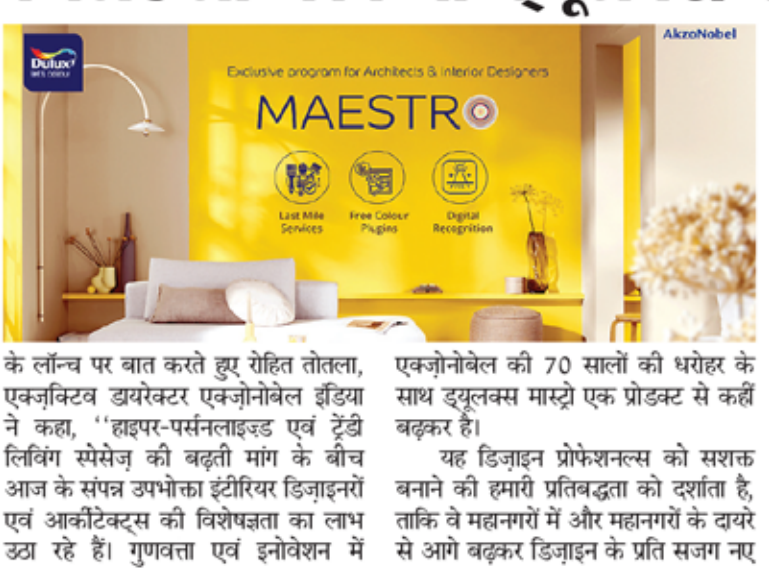 Dulux
let's colour
AkzoNobel
Exclusive program for Architects & Interior Designers
MAESTRO
Last Mile
Services
Free Colour
Plugins
Digital
Recognition
के लॉन्च पर बात करते हुए रोहित तोतला,
एक्ज़क्टिव डायरेक्टर एक्ज़ोनोबेल इंडिया
ने कहा, ‘‘हाइपर-पर्सनलाइज्ड एवं ट्रेंडी
लिविंग स्पेसेज़ की बढ़ती मांग के बीच
आज के संपन्न उपभोक्ता इंटीरियर डिज़ाइनरों
एवं आर्कीटेक्ट्स की विशेषज्ञता का लाभ
उठा रहे हैं। गुणवत्ता एवं इनोवेशन में
एक्ज़ोनोबेल की 70 सालों की धरोहर के
साथ ड्यूलक्स मास्ट्रो एक प्रोडक्ट से कहीं
बढ़कर है।
यह डिज़ाइन प्रोफेशनल्स को सशक्त
बनाने की हमारी प्रतिबद्धता को दर्शाता है,
ताकि वे महानगरों में और महानगरों के दायरे
से आगे बढ़कर डिज़ाइन के प्रति सजग नए